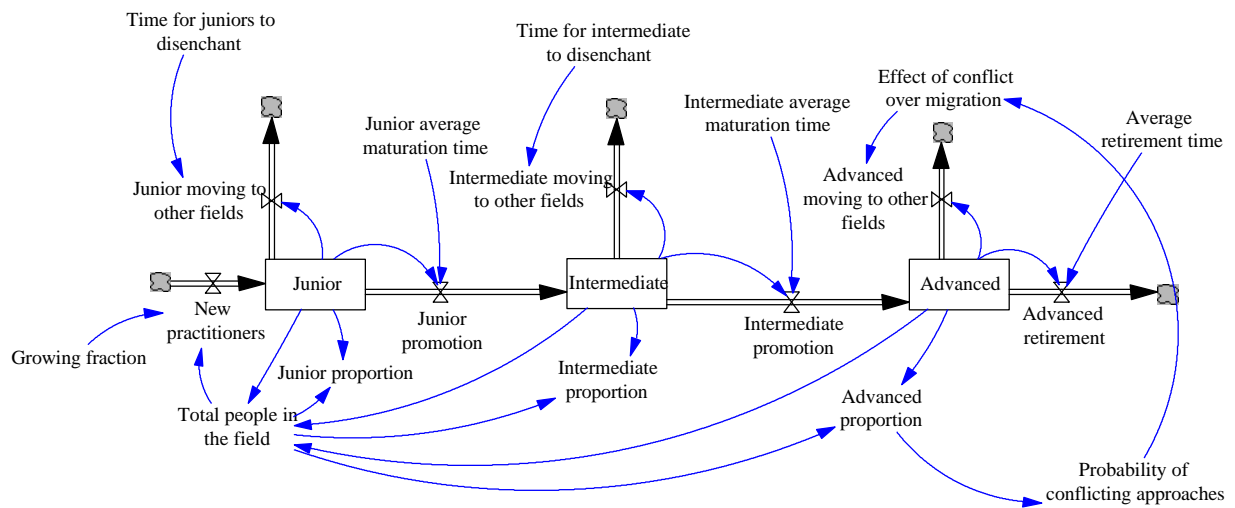 Time for juniors to
disenchant
Time for intermediate
to disenchant
Effect of conflict
over migration
Intermediate average
maturation time
Junior average
maturation time
Average
retirement time
Junior moving to
other fields
Intermediate moving
to other fields
Advanced
moving to other
fields
Junior
Intermediate
Advanced
New
practitioners
Junior
promotion
Intermediate
promotion
Advanced
retirement
Growing fraction
Junior proportion
Intermediate
proportion
Advanced
proportion
Total people in
the field
Probability of
conflicting approaches